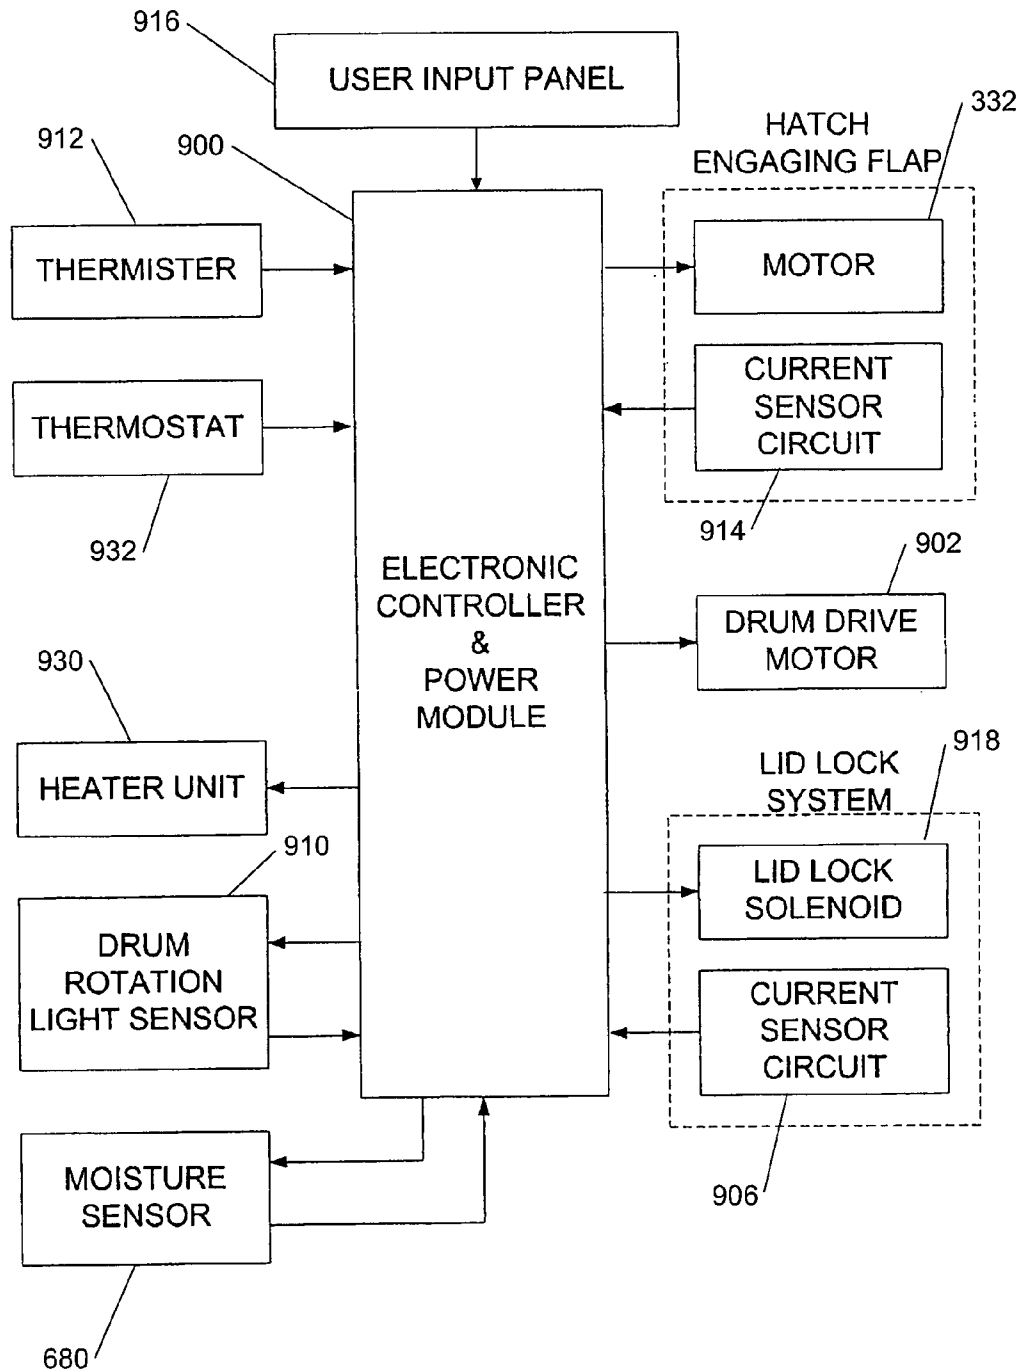 916
USER INPUT PANEL
912
900
332
HATCH
ENGAGING FLAP
THERMISTER
MOTOR
THERMOSTAT
CURRENT
SENSOR
CIRCUIT
932
914
902
ELECTRONIC
CONTROLLER
&
POWER
MODULE
DRUM DRIVE
MOTOR
930
918
HEATER UNIT
LID LOCK
SYSTEM
910
LID LOCK
SOLENOID
DRUM
ROTATION
LIGHT SENSOR
CURRENT
SENSOR
CIRCUIT
MOISTURE
SENSOR
906
680